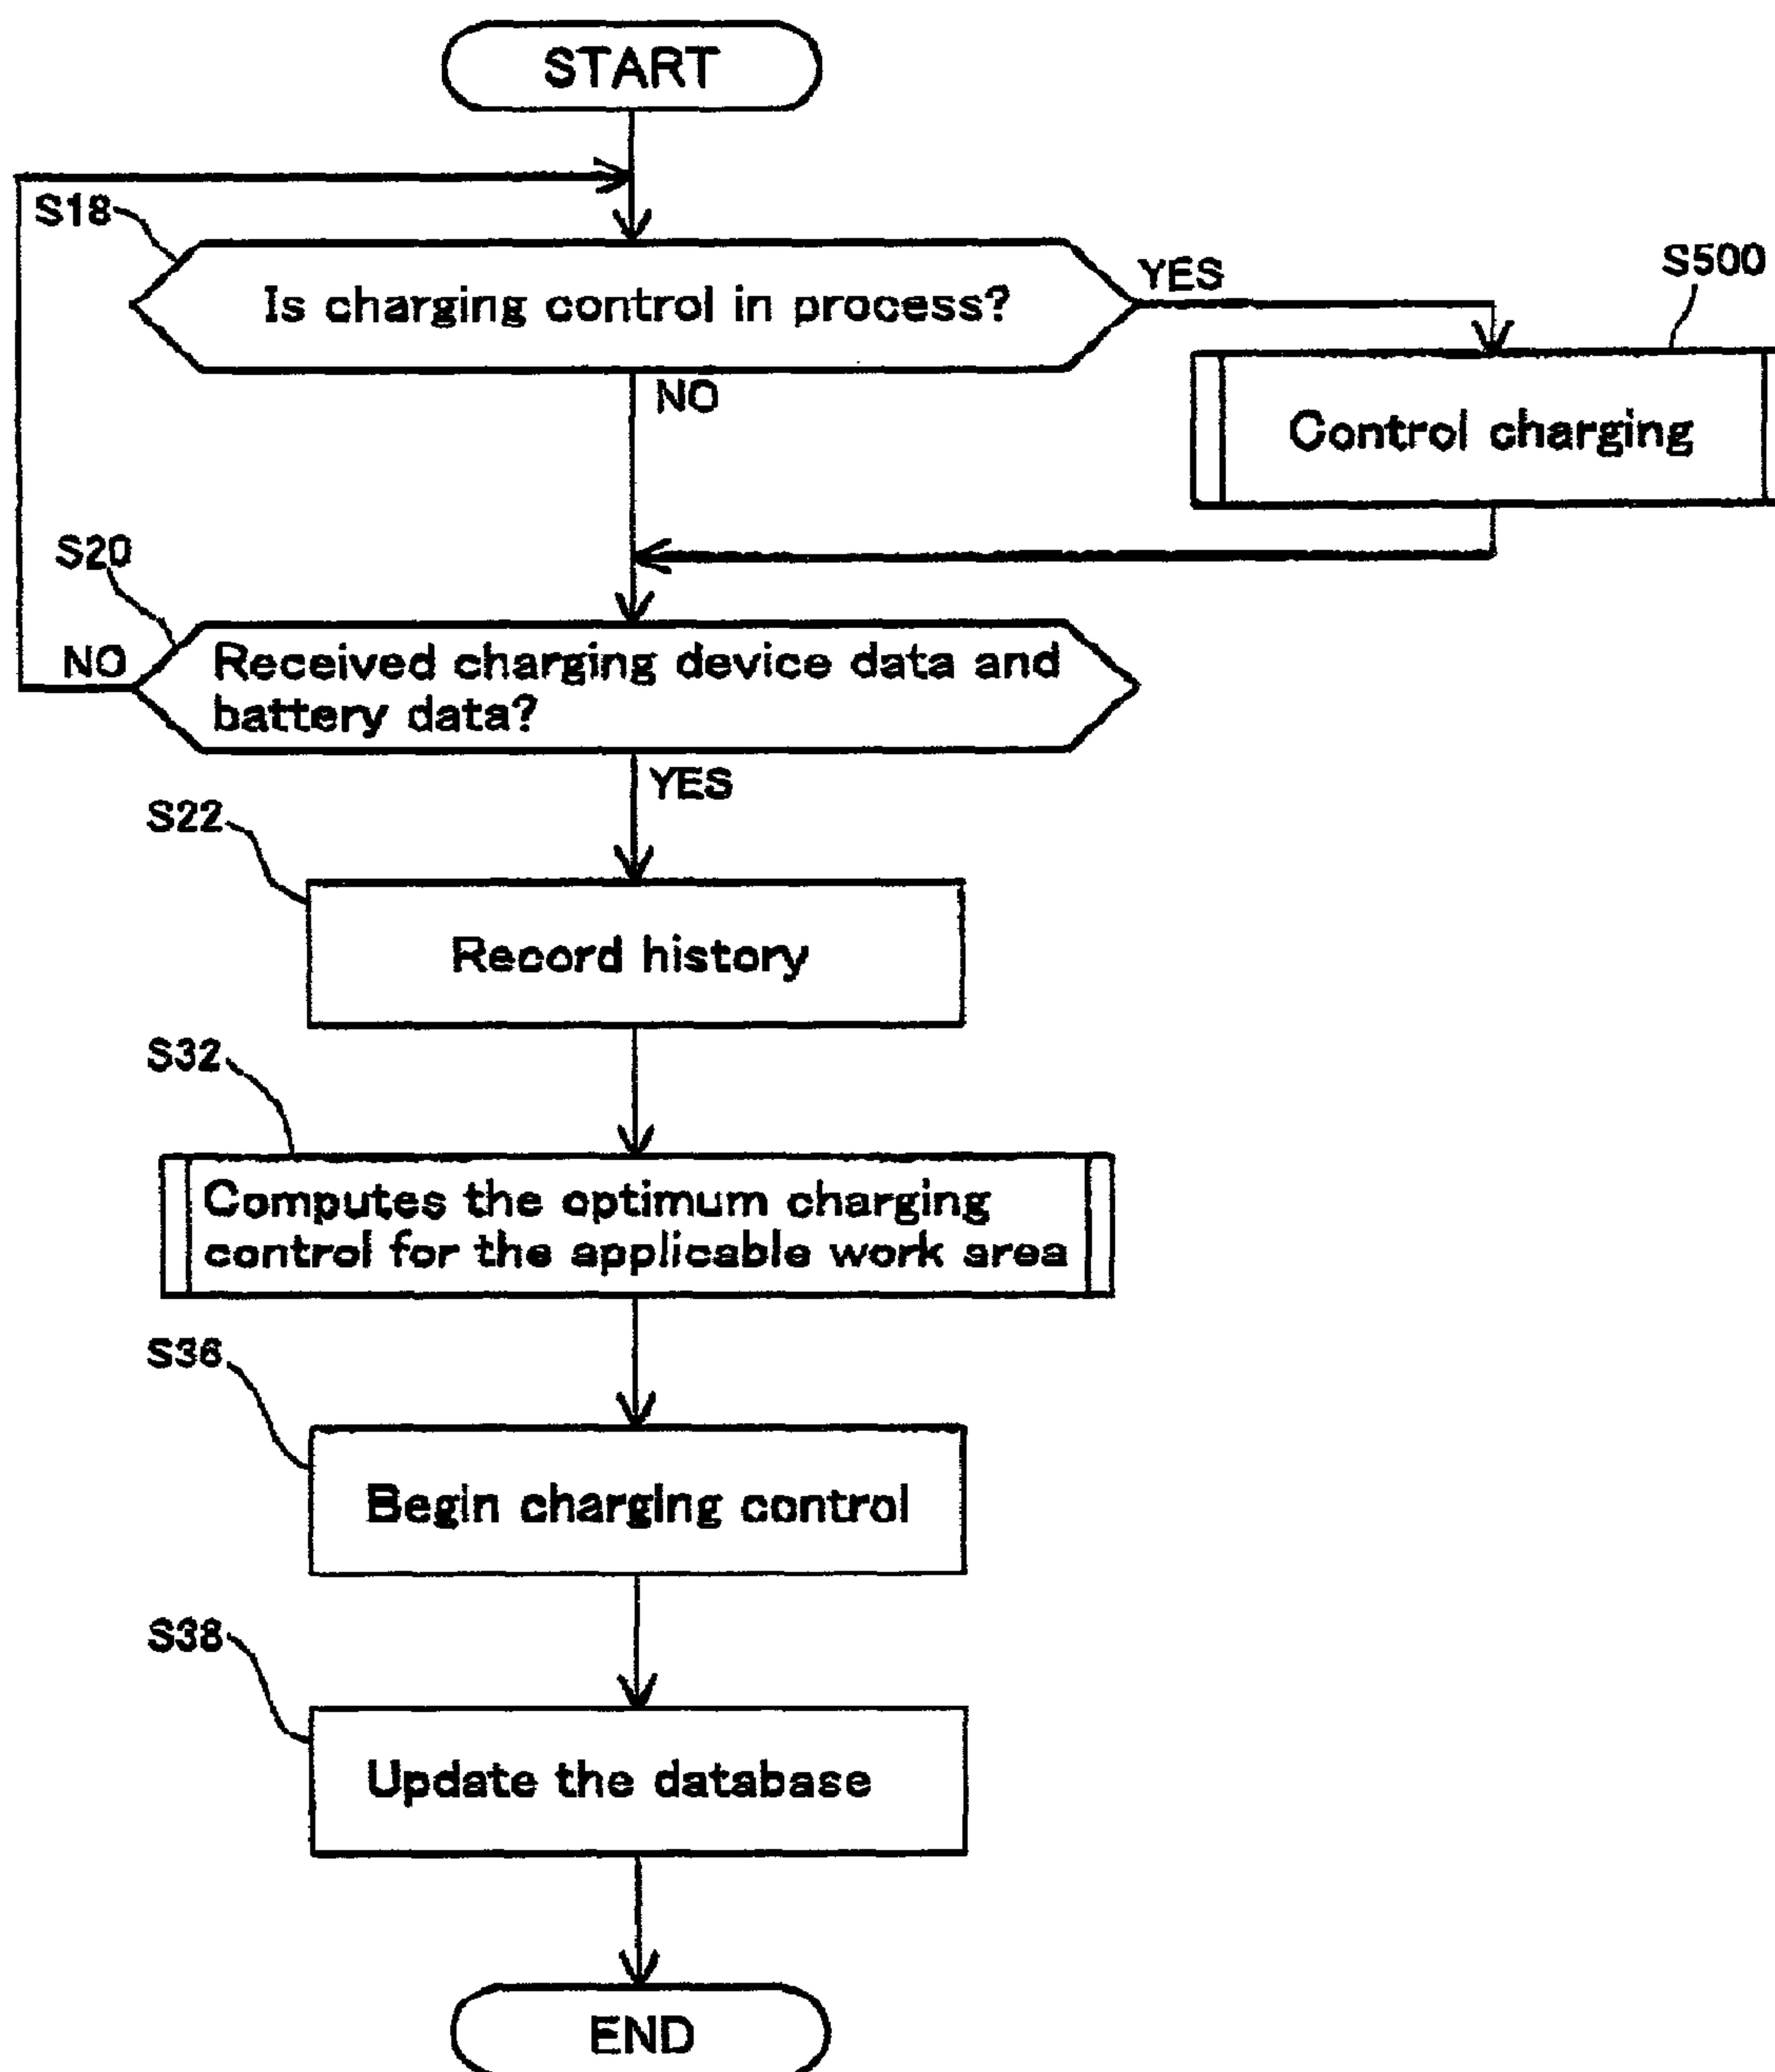 START
S18
Is charging control in process?
YES
S500
NO
Control charging
S20
NO
Received charging device data and
battery data?
YES
S22
Record history
S32
Computes the optimum charging
control for the applicable work area
S36
Begin charging control
S38
Update the database
END